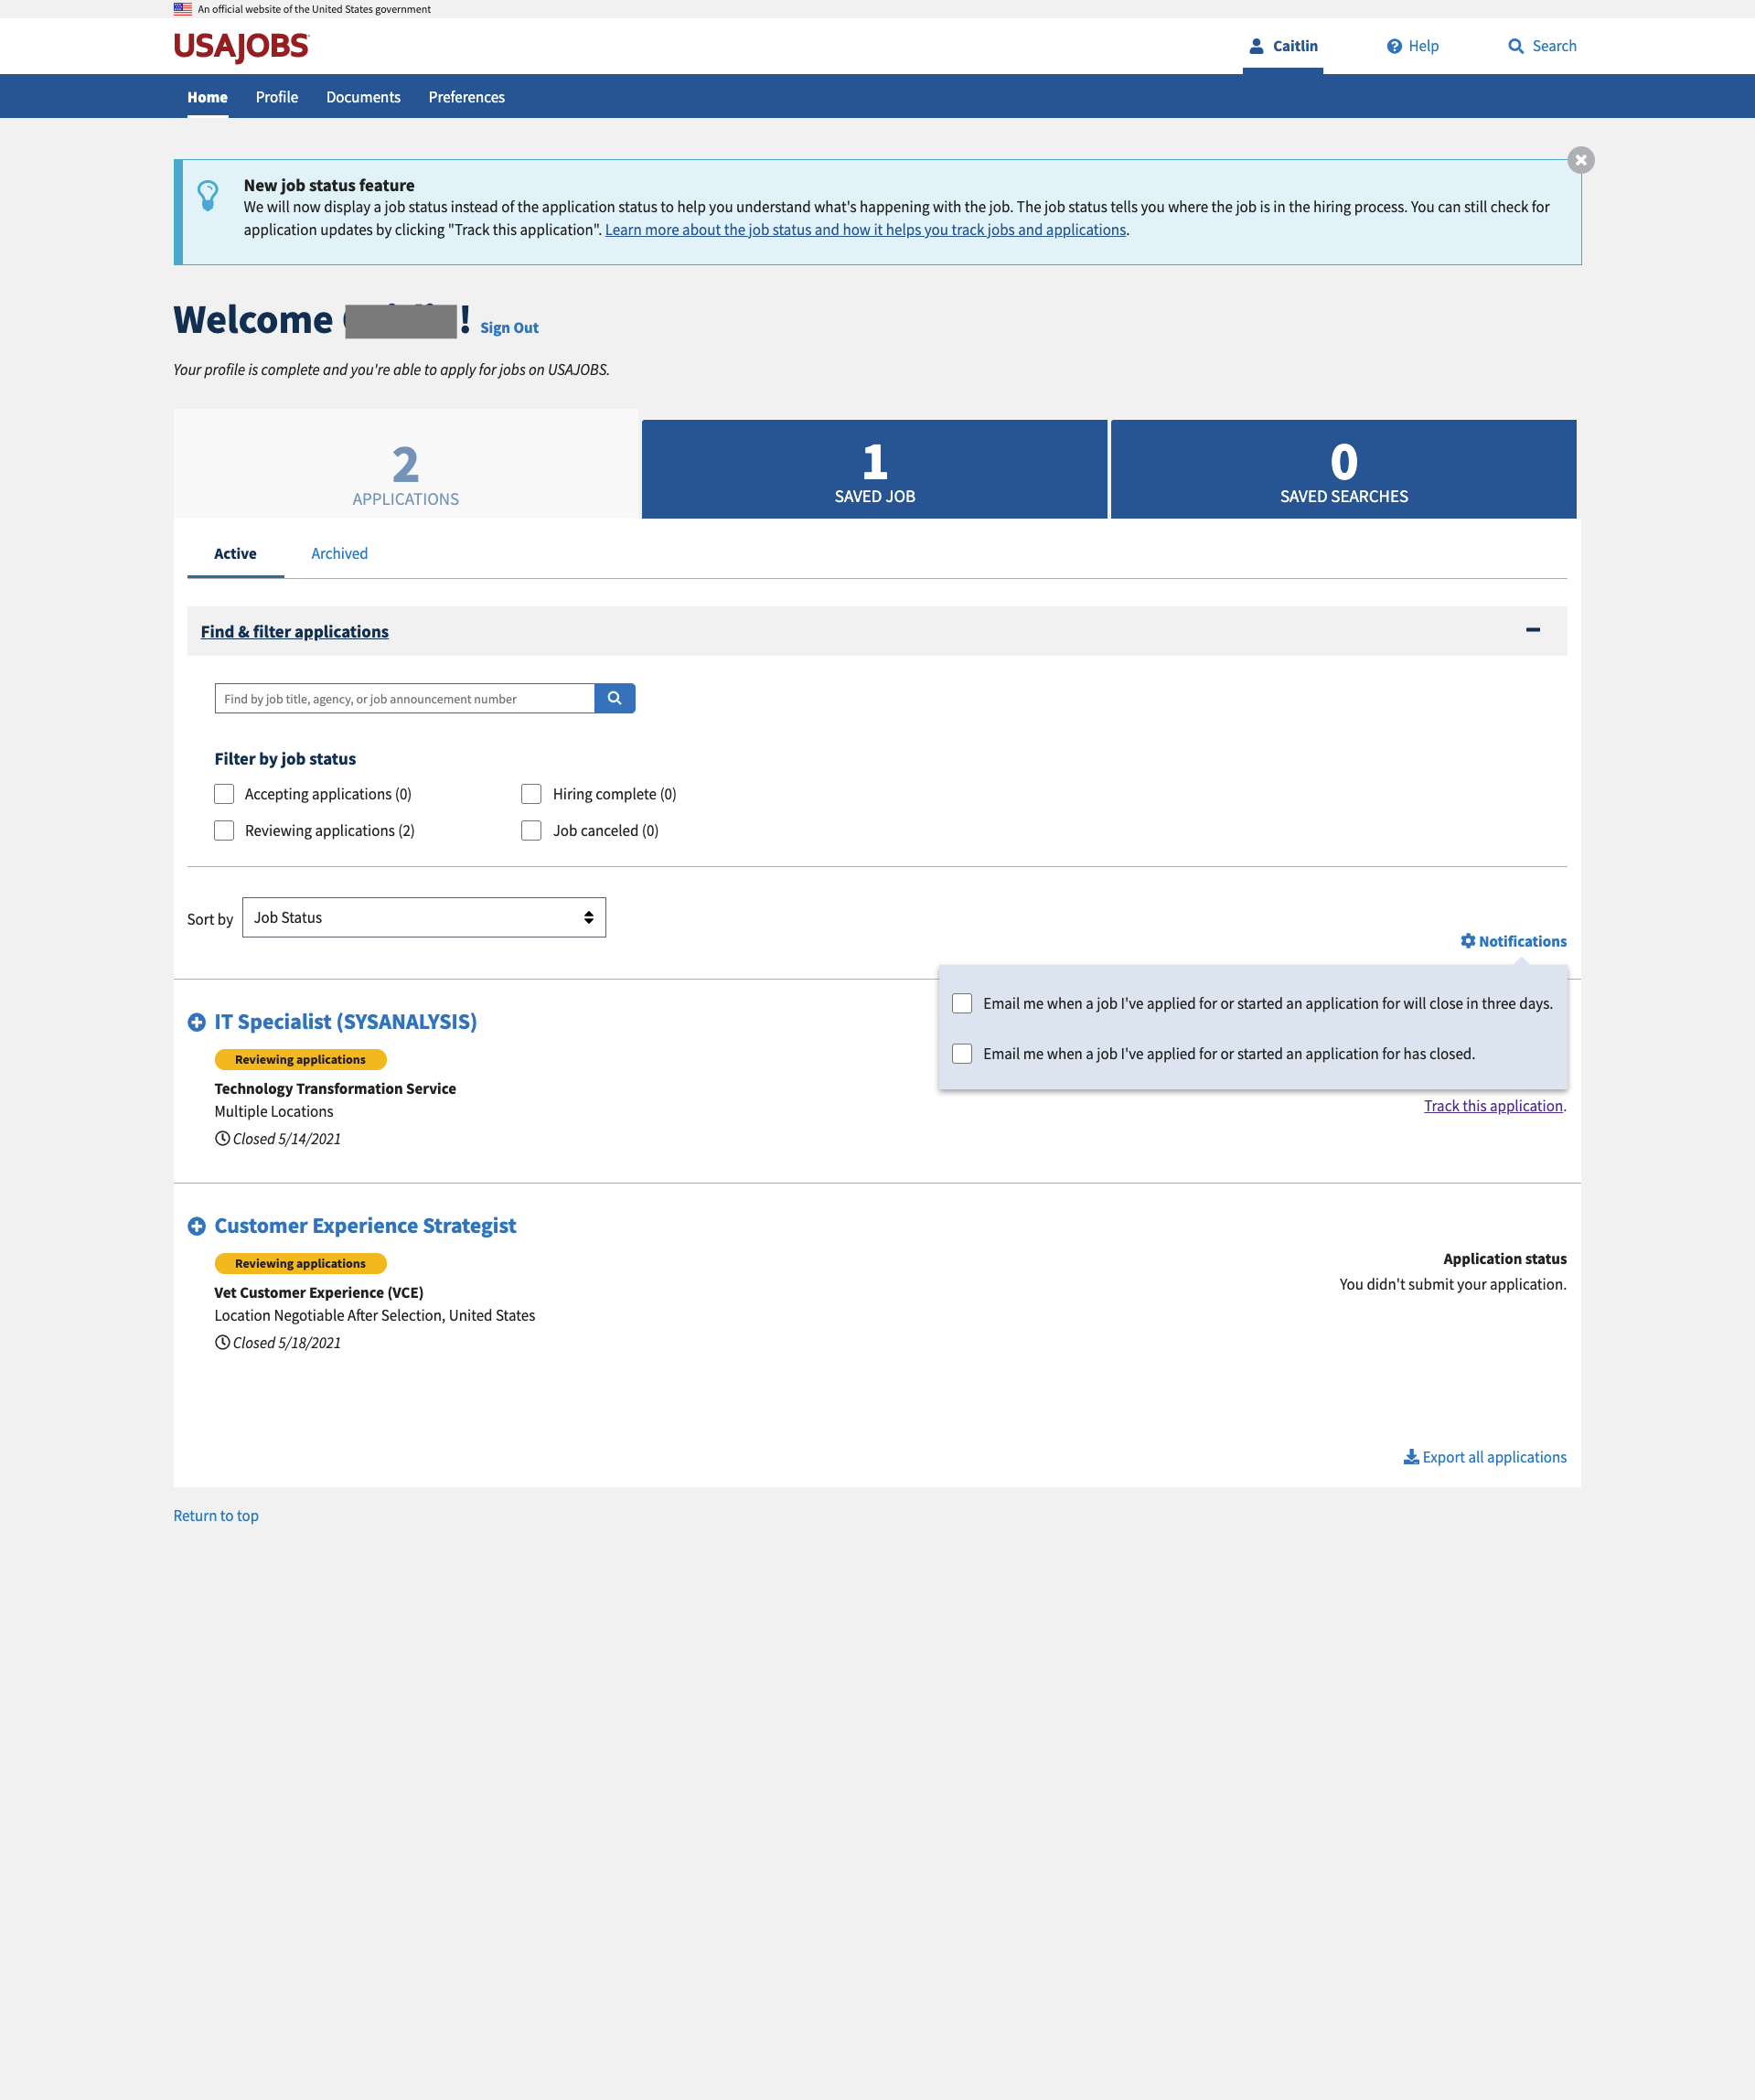 An official website of the United States government
USAJOBS
Caitlin
Help
Search
Home
Profile
Documents
Preferences
New job status feature
We will now display a job status instead of the application status to help you understand what's happening with the job. The job status tells you where the job is in the hiring process. You can still check for
application updates by clicking "Track this application". Learn more about the job status and how it helps you track jobs and applications.
Welcome !
Sign Out
Your profile is complete and you're able to apply for jobs on USAJOBS.
2
APPLICATIONS
1
SAVED JOB
0
SAVED SEARCHES
Active
Archived
Find & filter applications
Find by job title, agency, or job announcement number
Filter by job status
Accepting applications (0)
Hiring complete (0)
Reviewing applications (2)
Job canceled (0)
Sort by
Job Status
Notifications
Email me when a job I've applied for or started an application for will close in three days.
Email me when a job I've applied for or started an application for has closed.
IT Specialist (SYSANALYSIS)
Reviewing applications
Technology Transformation Service
Multiple Locations
Closed 5/14/2021
Track this application.
Customer Experience Strategist
Reviewing applications
Vet Customer Experience (VCE)
Location Negotiable After Selection, United States
Closed 5/18/2021
Application status
You didn't submit your application.
Export all applications
Return to top